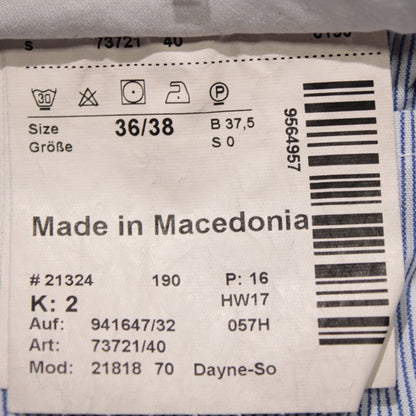 s 73721 40
30 P
Size 36/38 B 37,5
Größe S 0
9564957
Made in Macedonia
# 21324 190 P: 16
K: 2 HW17
Auf: 941647/32 057H
Art: 73721/40
Mod: 21818 70 Dayne-So